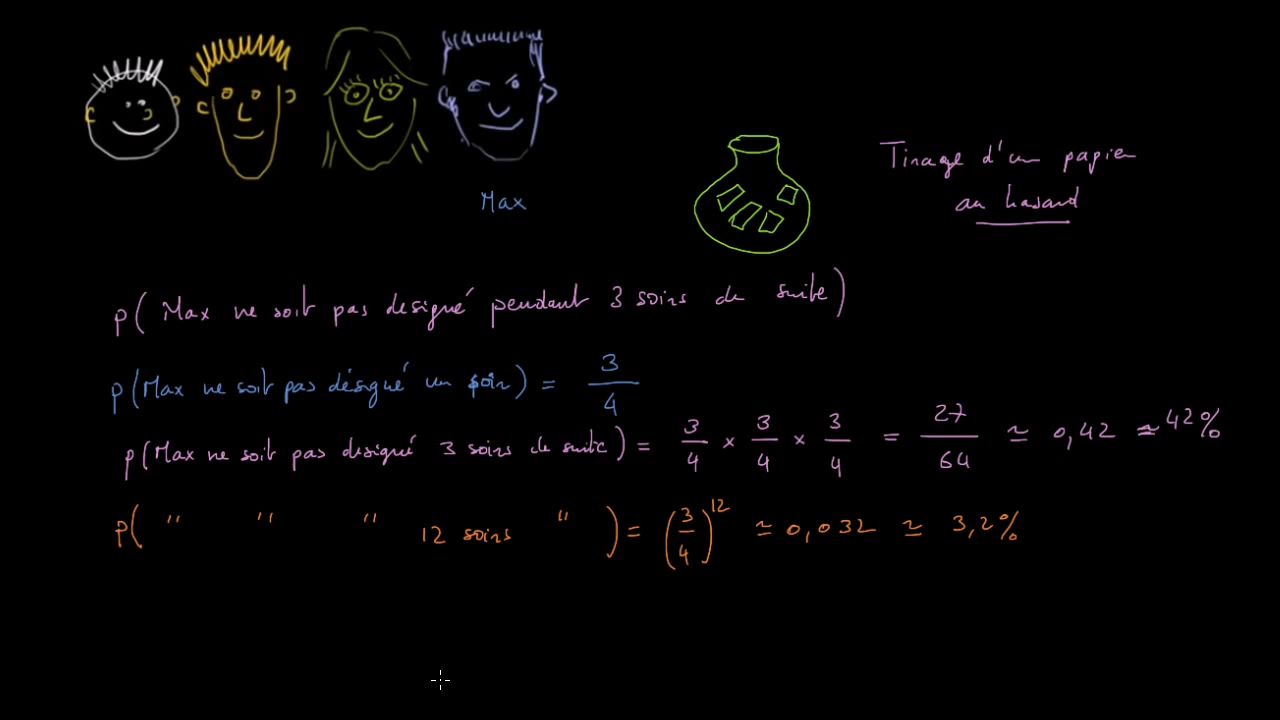 Max
Tirage d'un papier
au hasard
p( Max ne soit pas designé pendant 3 soirs de suite)
p(Max ne soit pas désigné un soir) = 3/4
p(Max ne soit pas designé 3 soirs de suite) = 3/4 × 3/4 × 3/4 = 27/64 ≃ 0,42 ≃ 42%
p( " " " 12 soirs " ) = (3/4)^12 ≃ 0,032 ≃ 3,2%